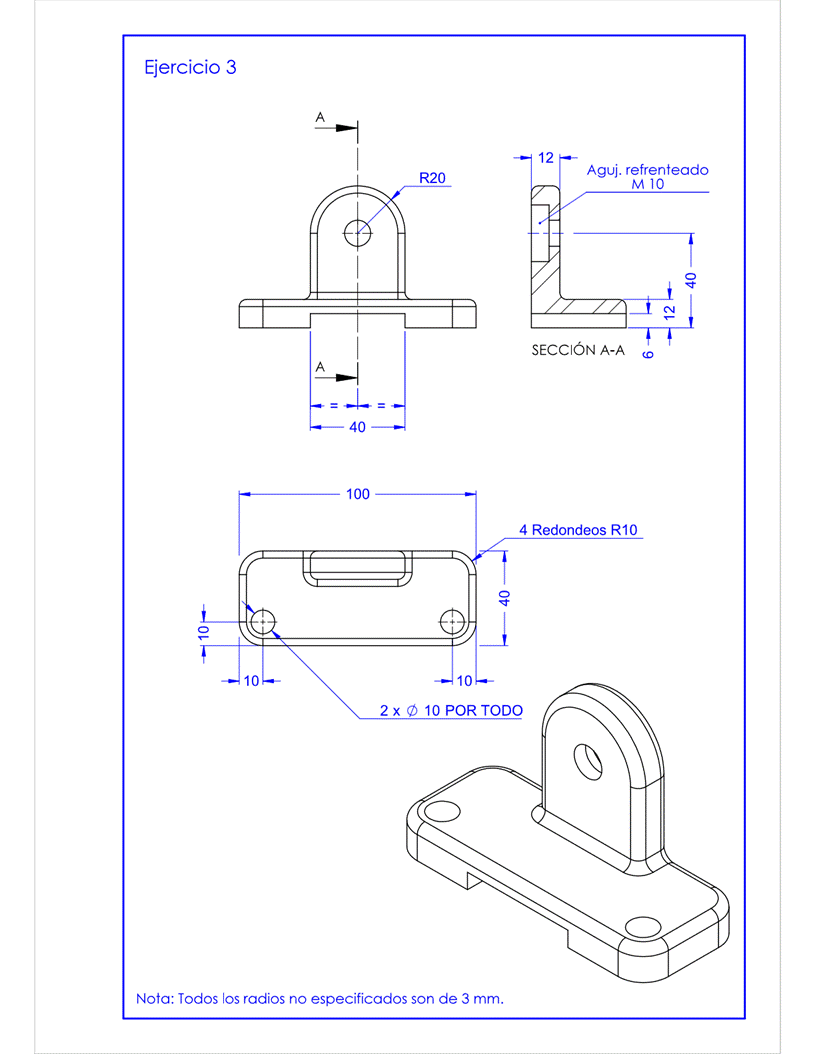 Ejercicio 3
A
R20
12
Aguj. refrenteado
M 10
40
12
6
SECCIÓN A-A
A
= =
40
100
4 Redondeos R10
40
10
10
10
2 x ∅ 10 POR TODO
Nota: Todos los radios no especificados son de 3 mm.